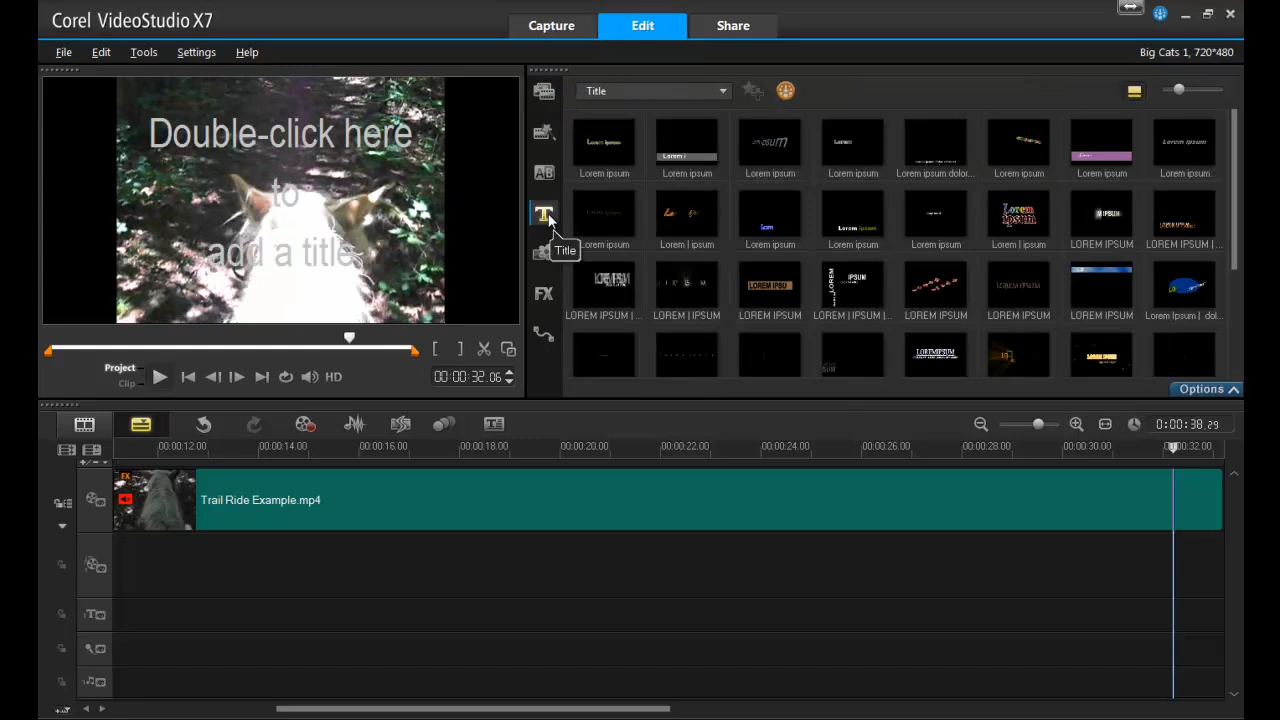 Corel VideoStudio X7
Capture
Edit
Share
File
Edit
Tools
Settings
Help
Big Cats 1, 720*480
Double-click here
to
add a title
Title
Lorem ipsum
Lorem ipsum
Lorem ipsum
Lorem ipsum
Lorem ipsum dolor...
Lorem ipsum
Lorem ipsum
Lorem ipsum
Lorem ipsum
Lorem | ipsum
Lorem ipsum
Lorem ipsum
Lorem ipsum
Lorem | ipsum
LOREM IPSUM
LOREM IPSUM | ...
Title
LOREM IPSUM | ...
LOREM | IPSUM
LOREM IPSUM
LOREM | IPSUM | ...
LOREM IPSUM
LOREM IPSUM
LOREM IPSUM
Lorem Ipsum | dol...
AB
T
FX
Options
Project
Clip
HD
00:00:32.06
0:00:38.29
00:00:12.00
00:00:14.00
00:00:16.00
00:00:18.00
00:00:20.00
00:00:22.00
00:00:24.00
00:00:26.00
00:00:28.00
00:00:30.00
00:00:32.00
FX
Trail Ride Example.mp4